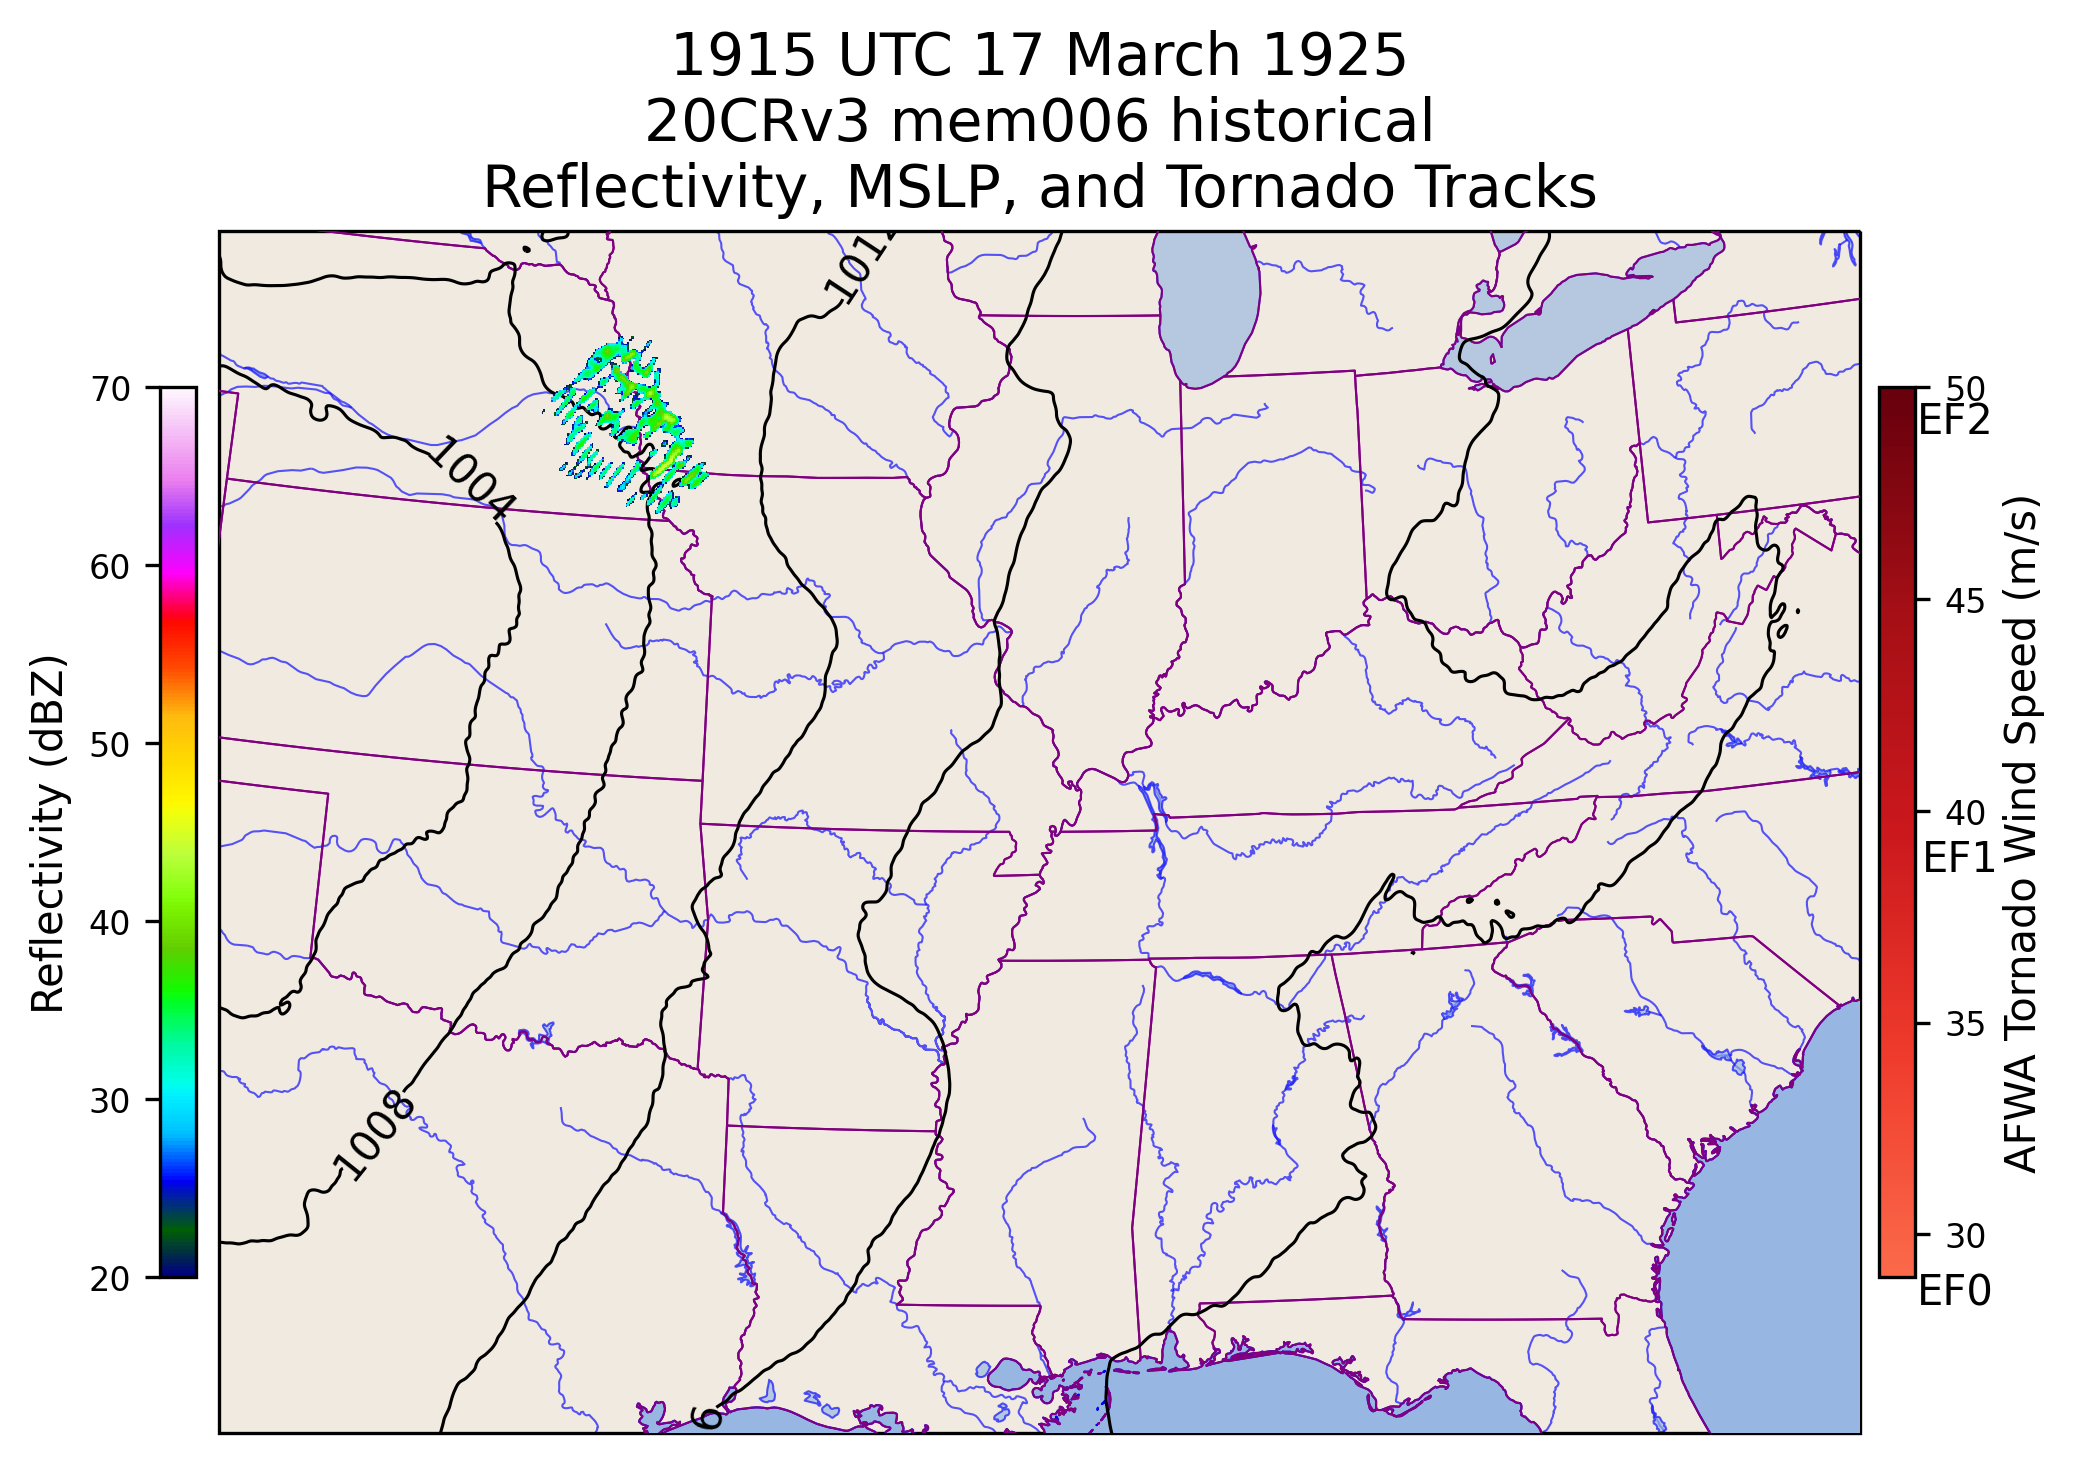 1915 UTC 17 March 1925
20CRv3 mem006 historical
Reflectivity, MSLP, and Tornado Tracks
1012
1004
1008
6
70
60
50
40
30
20
Reflectivity (dBZ)
50
EF2
45
40
EF1
35
30
EF0
AFWA Tornado Wind Speed (m/s)